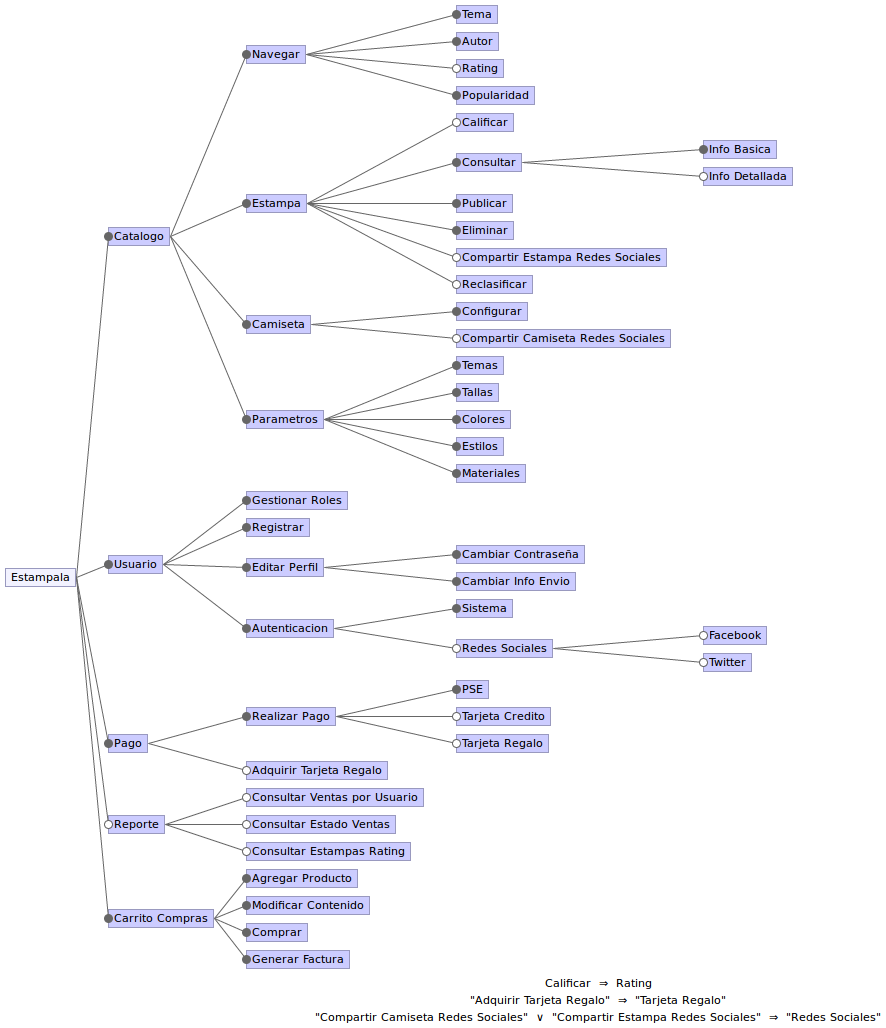 Tema
Navegar
Autor
Rating
Popularidad
Calificar
Info Basica
Consultar
Info Detallada
Estampa
Publicar
Eliminar
Catalogo
Compartir Estampa Redes Sociales
Reclasificar
Configurar
Camiseta
Compartir Camiseta Redes Sociales
Temas
Tallas
Parametros
Colores
Estilos
Materiales
Gestionar Roles
Registrar
Cambiar Contraseña
Usuario
Editar Perfil
Estampala
Cambiar Info Envio
Sistema
Autenticacion
Facebook
Redes Sociales
Twitter
PSE
Realizar Pago
Tarjeta Credito
Pago
Tarjeta Regalo
Adquirir Tarjeta Regalo
Consultar Ventas por Usuario
Reporte
Consultar Estado Ventas
Consultar Estampas Rating
Agregar Producto
Modificar Contenido
Carrito Compras
Comprar
Generar Factura
Calificar ⇒ Rating
"Adquirir Tarjeta Regalo" ⇒ "Tarjeta Regalo"
"Compartir Camiseta Redes Sociales" ∨ "Compartir Estampa Redes Sociales" ⇒ "Redes Sociales"